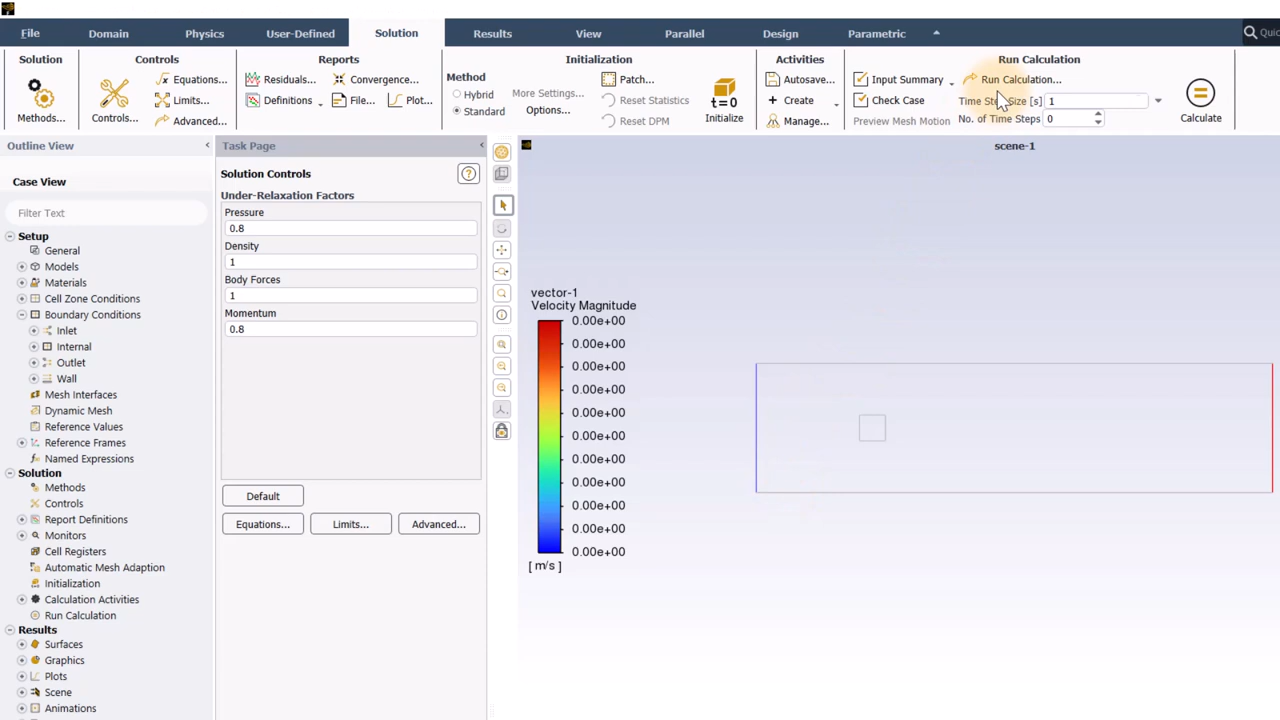 File Domain Physics User-Defined Solution Results View Parallel Design Parametric
Solution Controls Reports Initialization Activities Run Calculation
Methods...
Controls...
Equations...
Limits...
Advanced...
Residuals... Convergence...
Definitions File... Plot...
Method
Hybrid
Standard
More Settings...
Options...
Patch...
Reset Statistics
Reset DPM
t=0
Initialize
Autosave...
Create
Manage...
Input Summary
Check Case
Preview Mesh Motion
Run Calculation...
Time Step Size [s] 1
No. of Time Steps 0
Calculate
Outline View
Case View
Filter Text
Setup
General
Models
Materials
Cell Zone Conditions
Boundary Conditions
Inlet
Internal
Outlet
Wall
Mesh Interfaces
Dynamic Mesh
Reference Values
Reference Frames
Named Expressions
Solution
Methods
Controls
Report Definitions
Monitors
Cell Registers
Automatic Mesh Adaption
Initialization
Calculation Activities
Run Calculation
Results
Surfaces
Graphics
Plots
Scene
Animations
Task Page
Solution Controls
Under-Relaxation Factors
Pressure
0.8
Density
1
Body Forces
1
Momentum
0.8
Default
Equations... Limits... Advanced...
scene-1
vector-1
Velocity Magnitude
0.00e+00
0.00e+00
0.00e+00
0.00e+00
0.00e+00
0.00e+00
0.00e+00
0.00e+00
0.00e+00
0.00e+00
0.00e+00
[ m/s ]